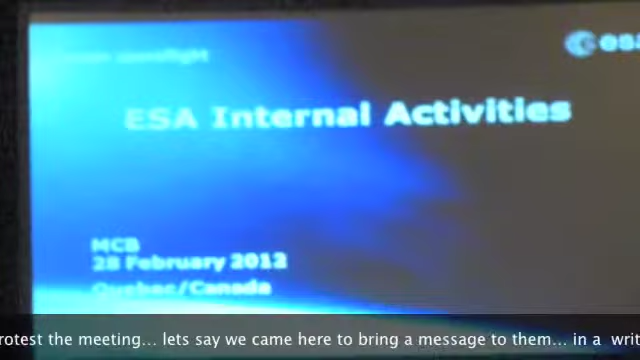 esa
ESA Internal Activities
MCB
28 February 2012
Quebec/Canada
rotest the meeting... lets say we came here to bring a message to them... in a writ